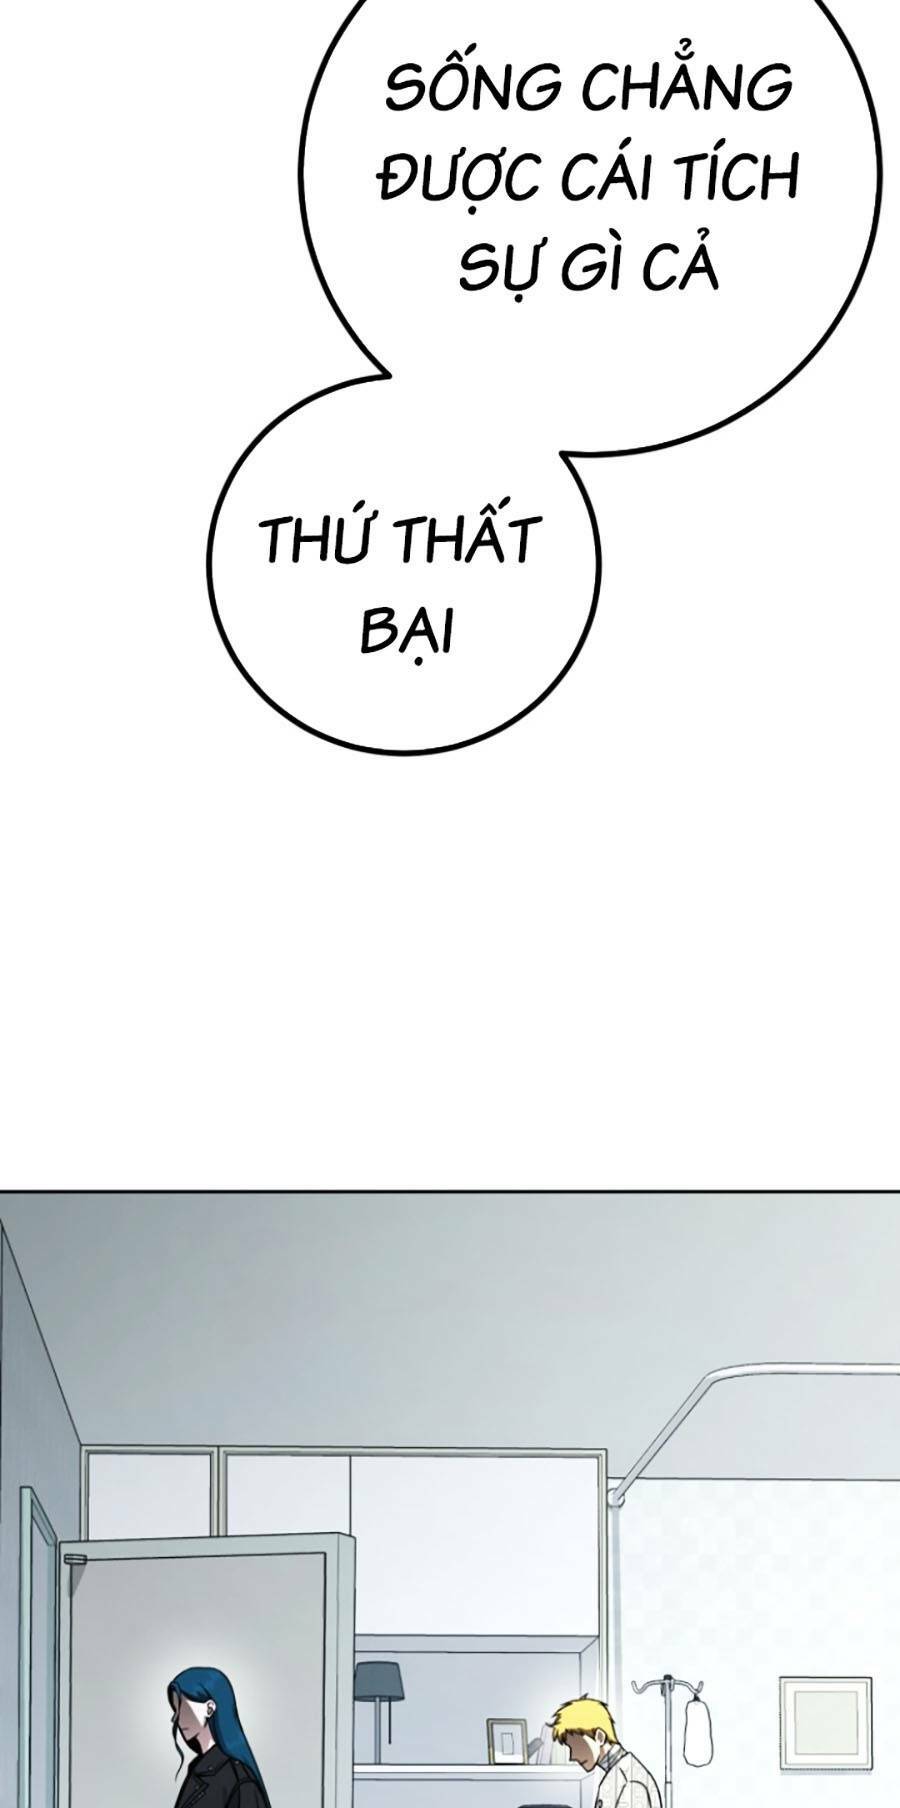 SỐNG CHẲNG
ĐƯỢC CÁI TÍCH
SỰ GÌ CẢ
THỨ THẤT
BẠI